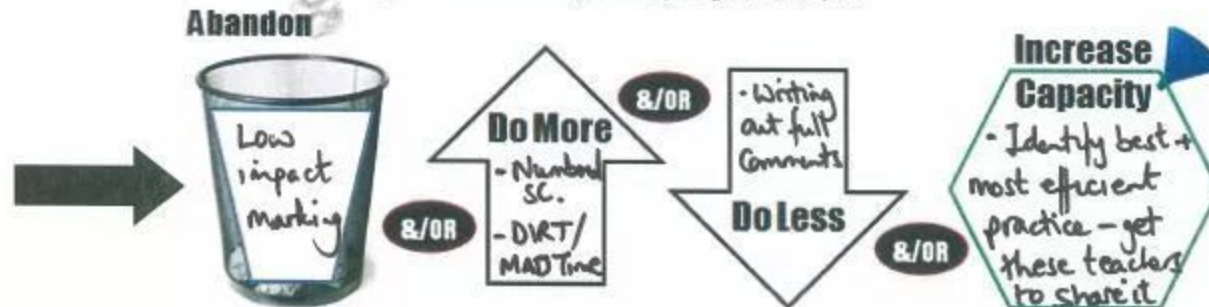 Abandon
Low
impact
marking
&/OR
Do More
- Numbered
SC.
- DIRT/
MAD Time
&/OR
- Writing
out full
Comments
Do Less
&/OR
Increase
Capacity
- Identify best +
most efficient
practice - get
these teachers
to share it